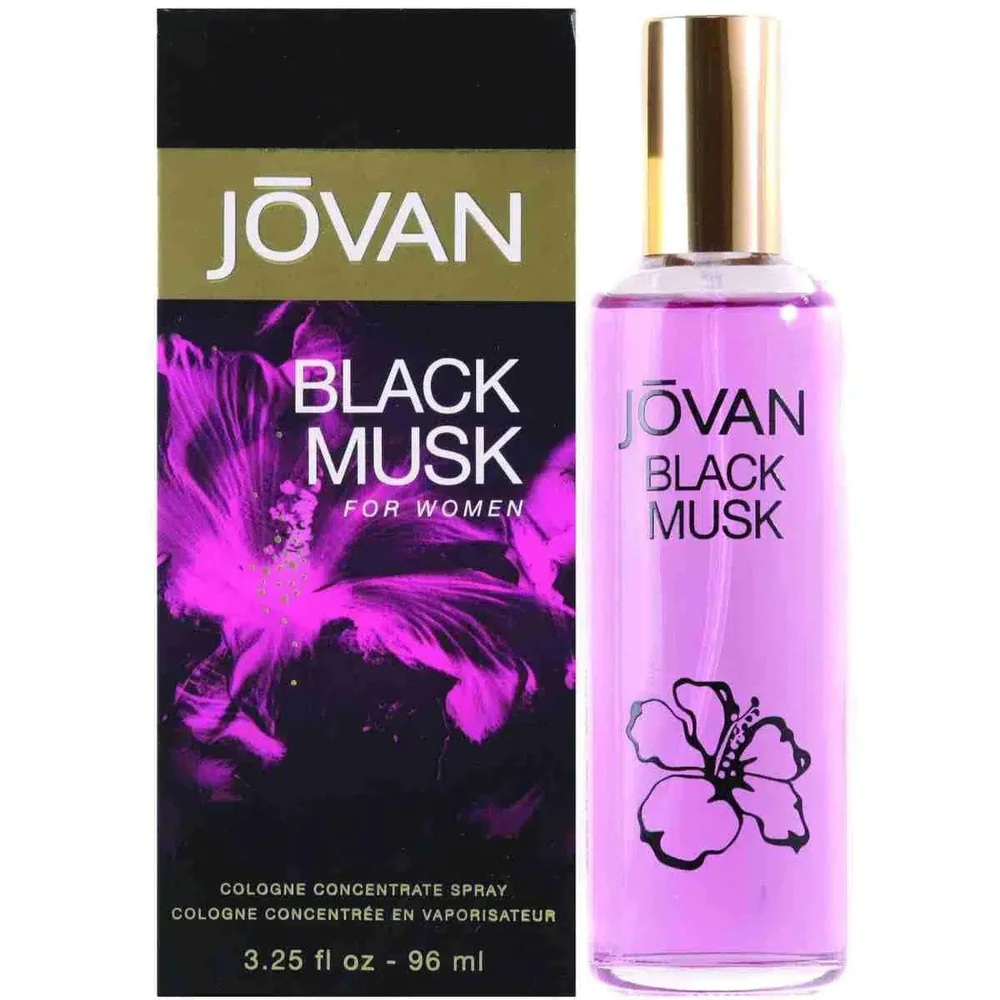 JŌVAN
BLACK
MUSK
FOR WOMEN
COLOGNE CONCENTRATE SPRAY
COLOGNE CONCENTRÉE EN VAPORISATEUR
3.25 fl oz - 96 ml
JŌVAN
BLACK
MUSK